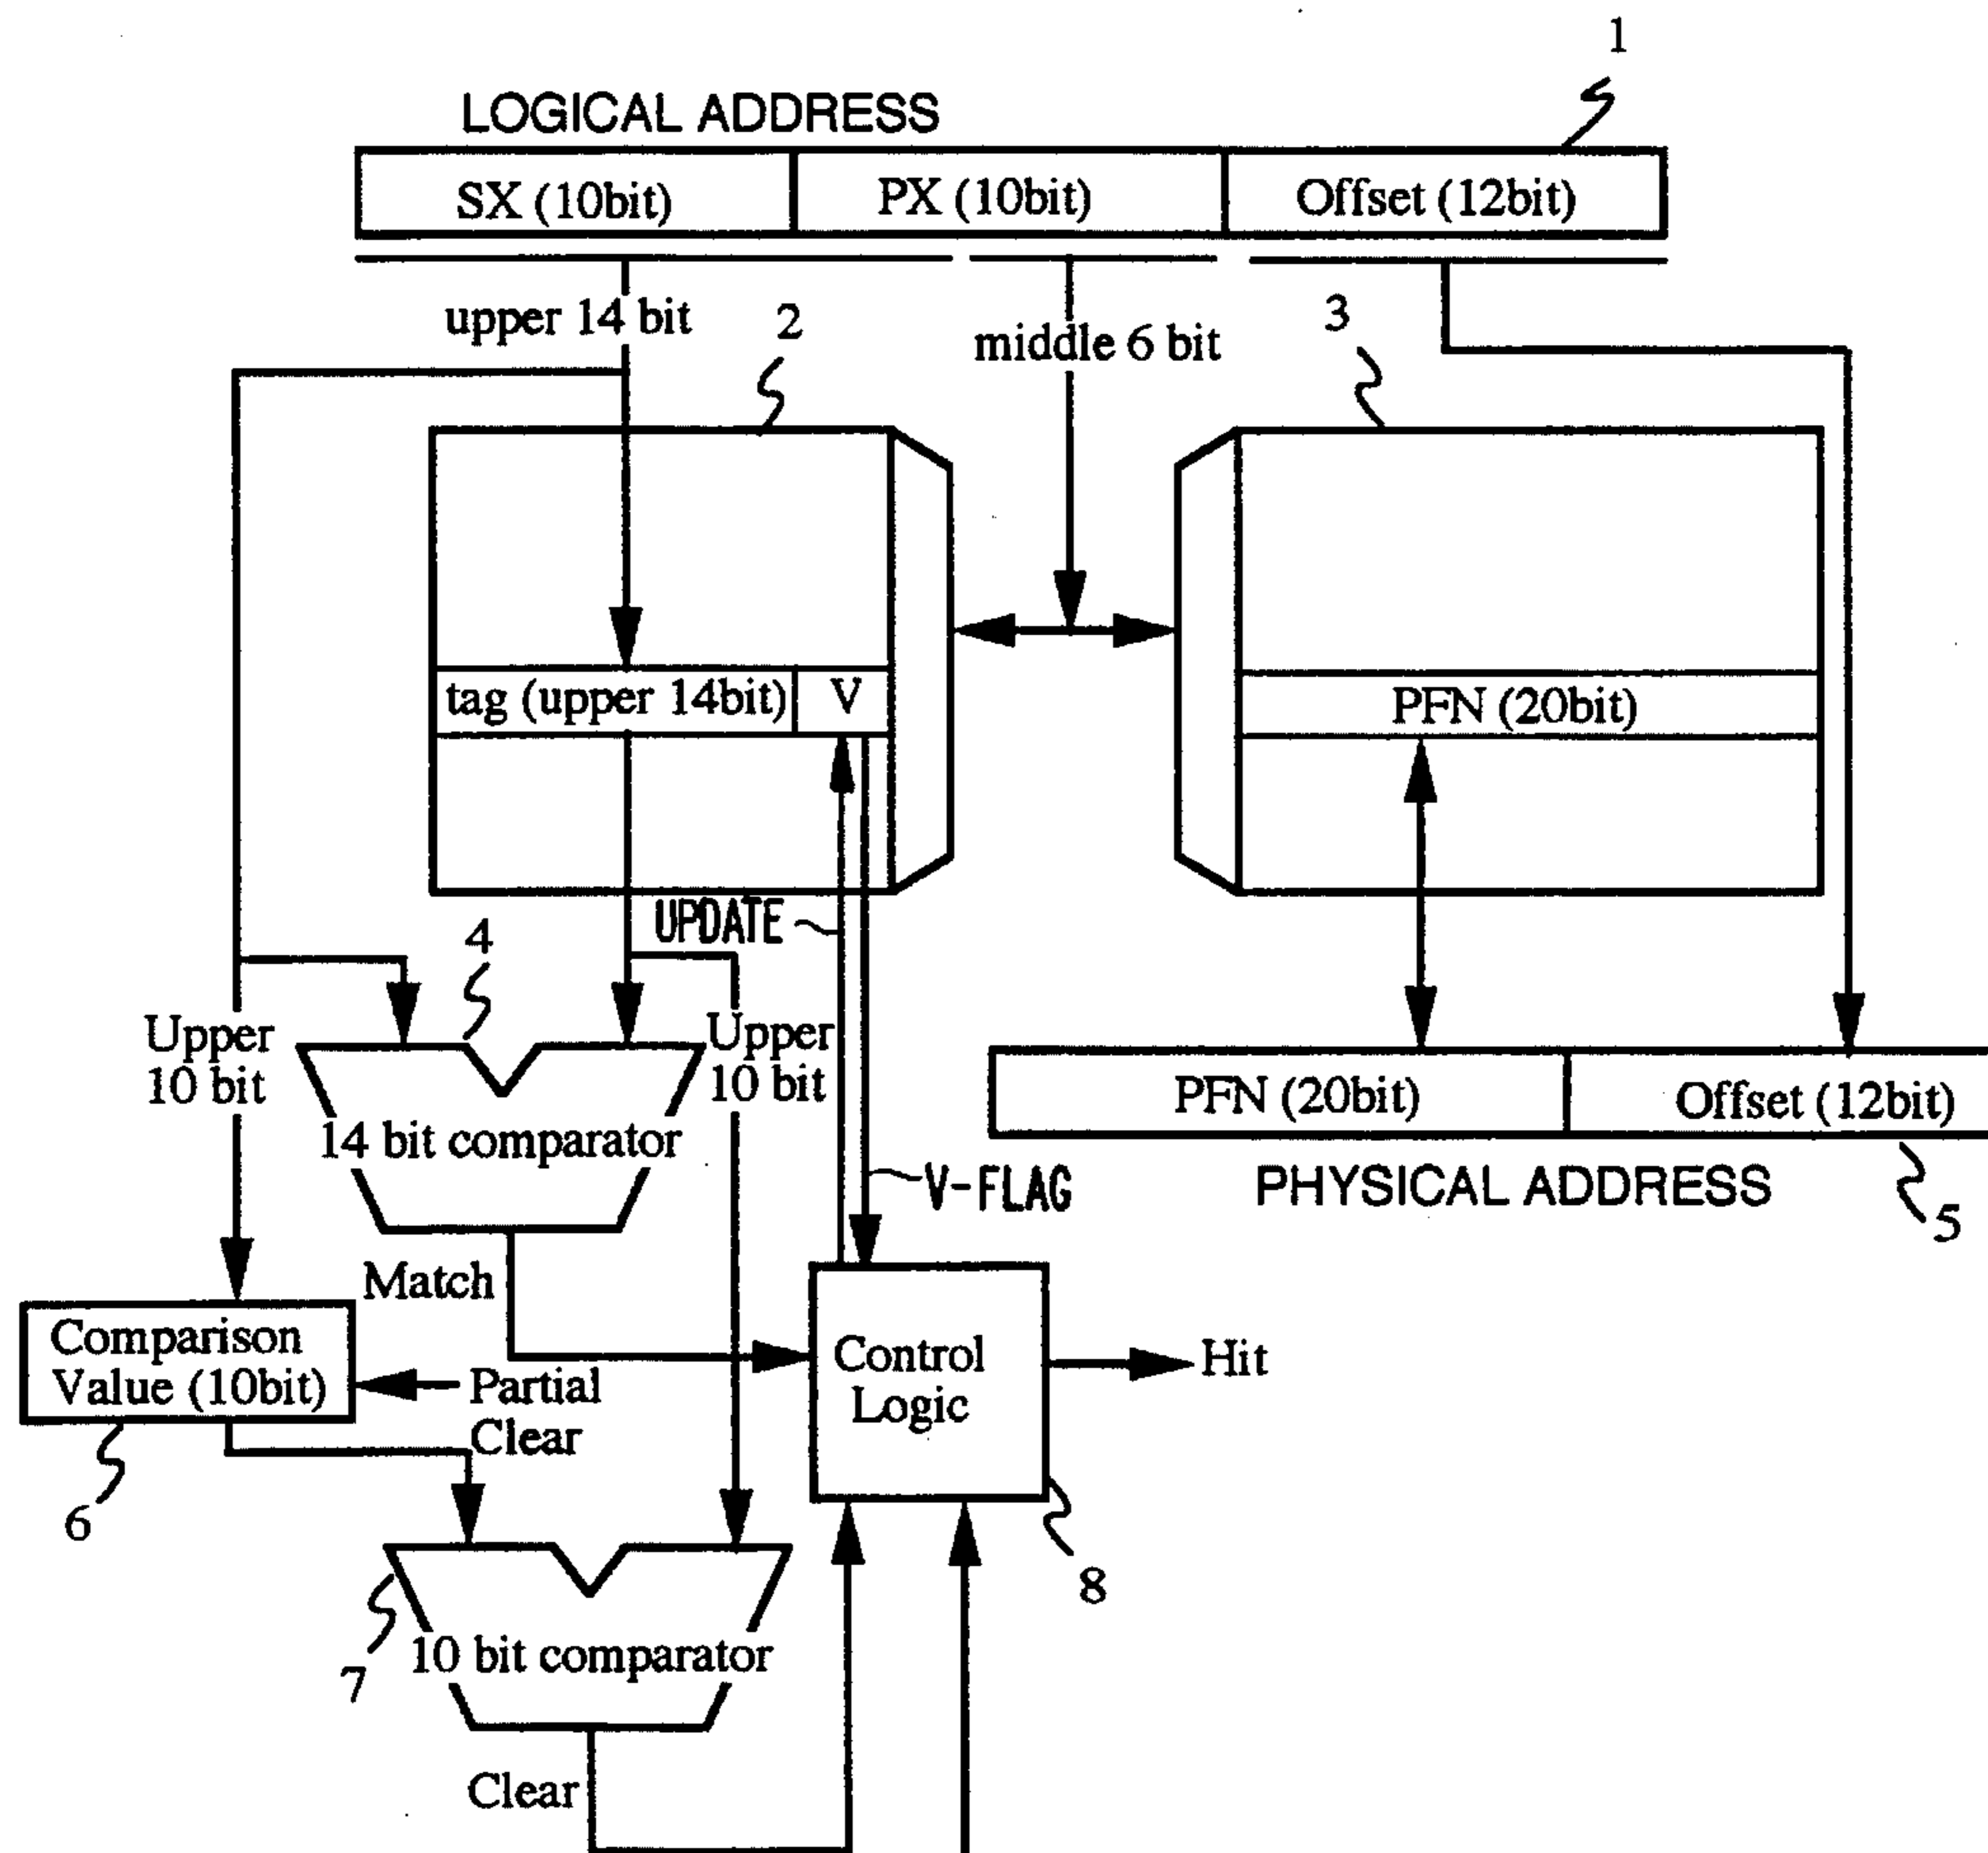 1
LOGICAL ADDRESS
SX (10bit)
PX (10bit)
Offset (12bit)
upper 14 bit
2
middle 6 bit
3
tag (upper 14bit)
V
PFN (20bit)
UPDATE
4
Upper
10 bit
Upper
10 bit
14 bit comparator
PFN (20bit)
Offset (12bit)
V-FLAG
PHYSICAL ADDRESS
5
Match
Comparison
Value (10bit)
Partial
Clear
Control
Logic
Hit
6
8
7
10 bit comparator
Clear